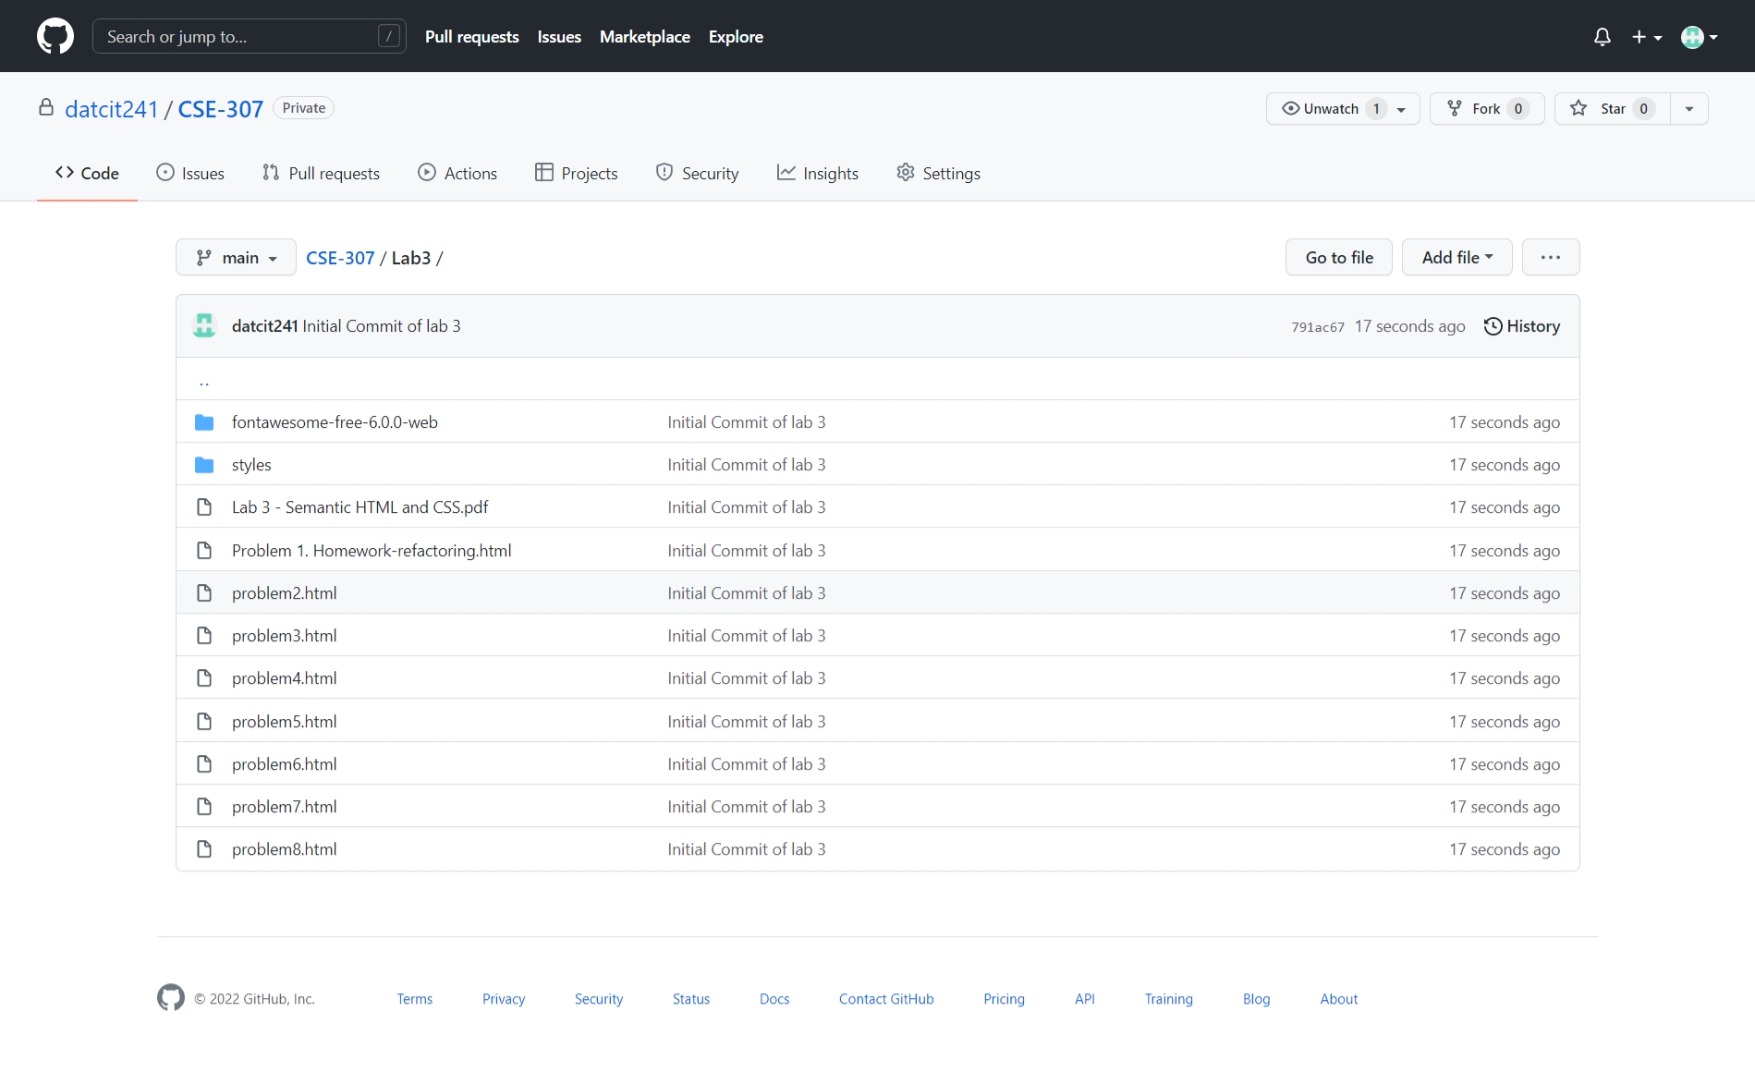 Search or jump to... / Pull requests Issues Marketplace Explore
datcit241 / CSE-307 Private Unwatch 1 Fork 0 Star 0
Code Issues Pull requests Actions Projects Security Insights Settings
main CSE-307 / Lab3 / Go to file Add file ...
datcit241 Initial Commit of lab 3 791ac67 17 seconds ago History
..
fontawesome-free-6.0.0-web Initial Commit of lab 3 17 seconds ago
styles Initial Commit of lab 3 17 seconds ago
Lab 3 - Semantic HTML and CSS.pdf Initial Commit of lab 3 17 seconds ago
Problem 1. Homework-refactoring.html Initial Commit of lab 3 17 seconds ago
problem2.html Initial Commit of lab 3 17 seconds ago
problem3.html Initial Commit of lab 3 17 seconds ago
problem4.html Initial Commit of lab 3 17 seconds ago
problem5.html Initial Commit of lab 3 17 seconds ago
problem6.html Initial Commit of lab 3 17 seconds ago
problem7.html Initial Commit of lab 3 17 seconds ago
problem8.html Initial Commit of lab 3 17 seconds ago
© 2022 GitHub, Inc. Terms Privacy Security Status Docs Contact GitHub Pricing API Training Blog About